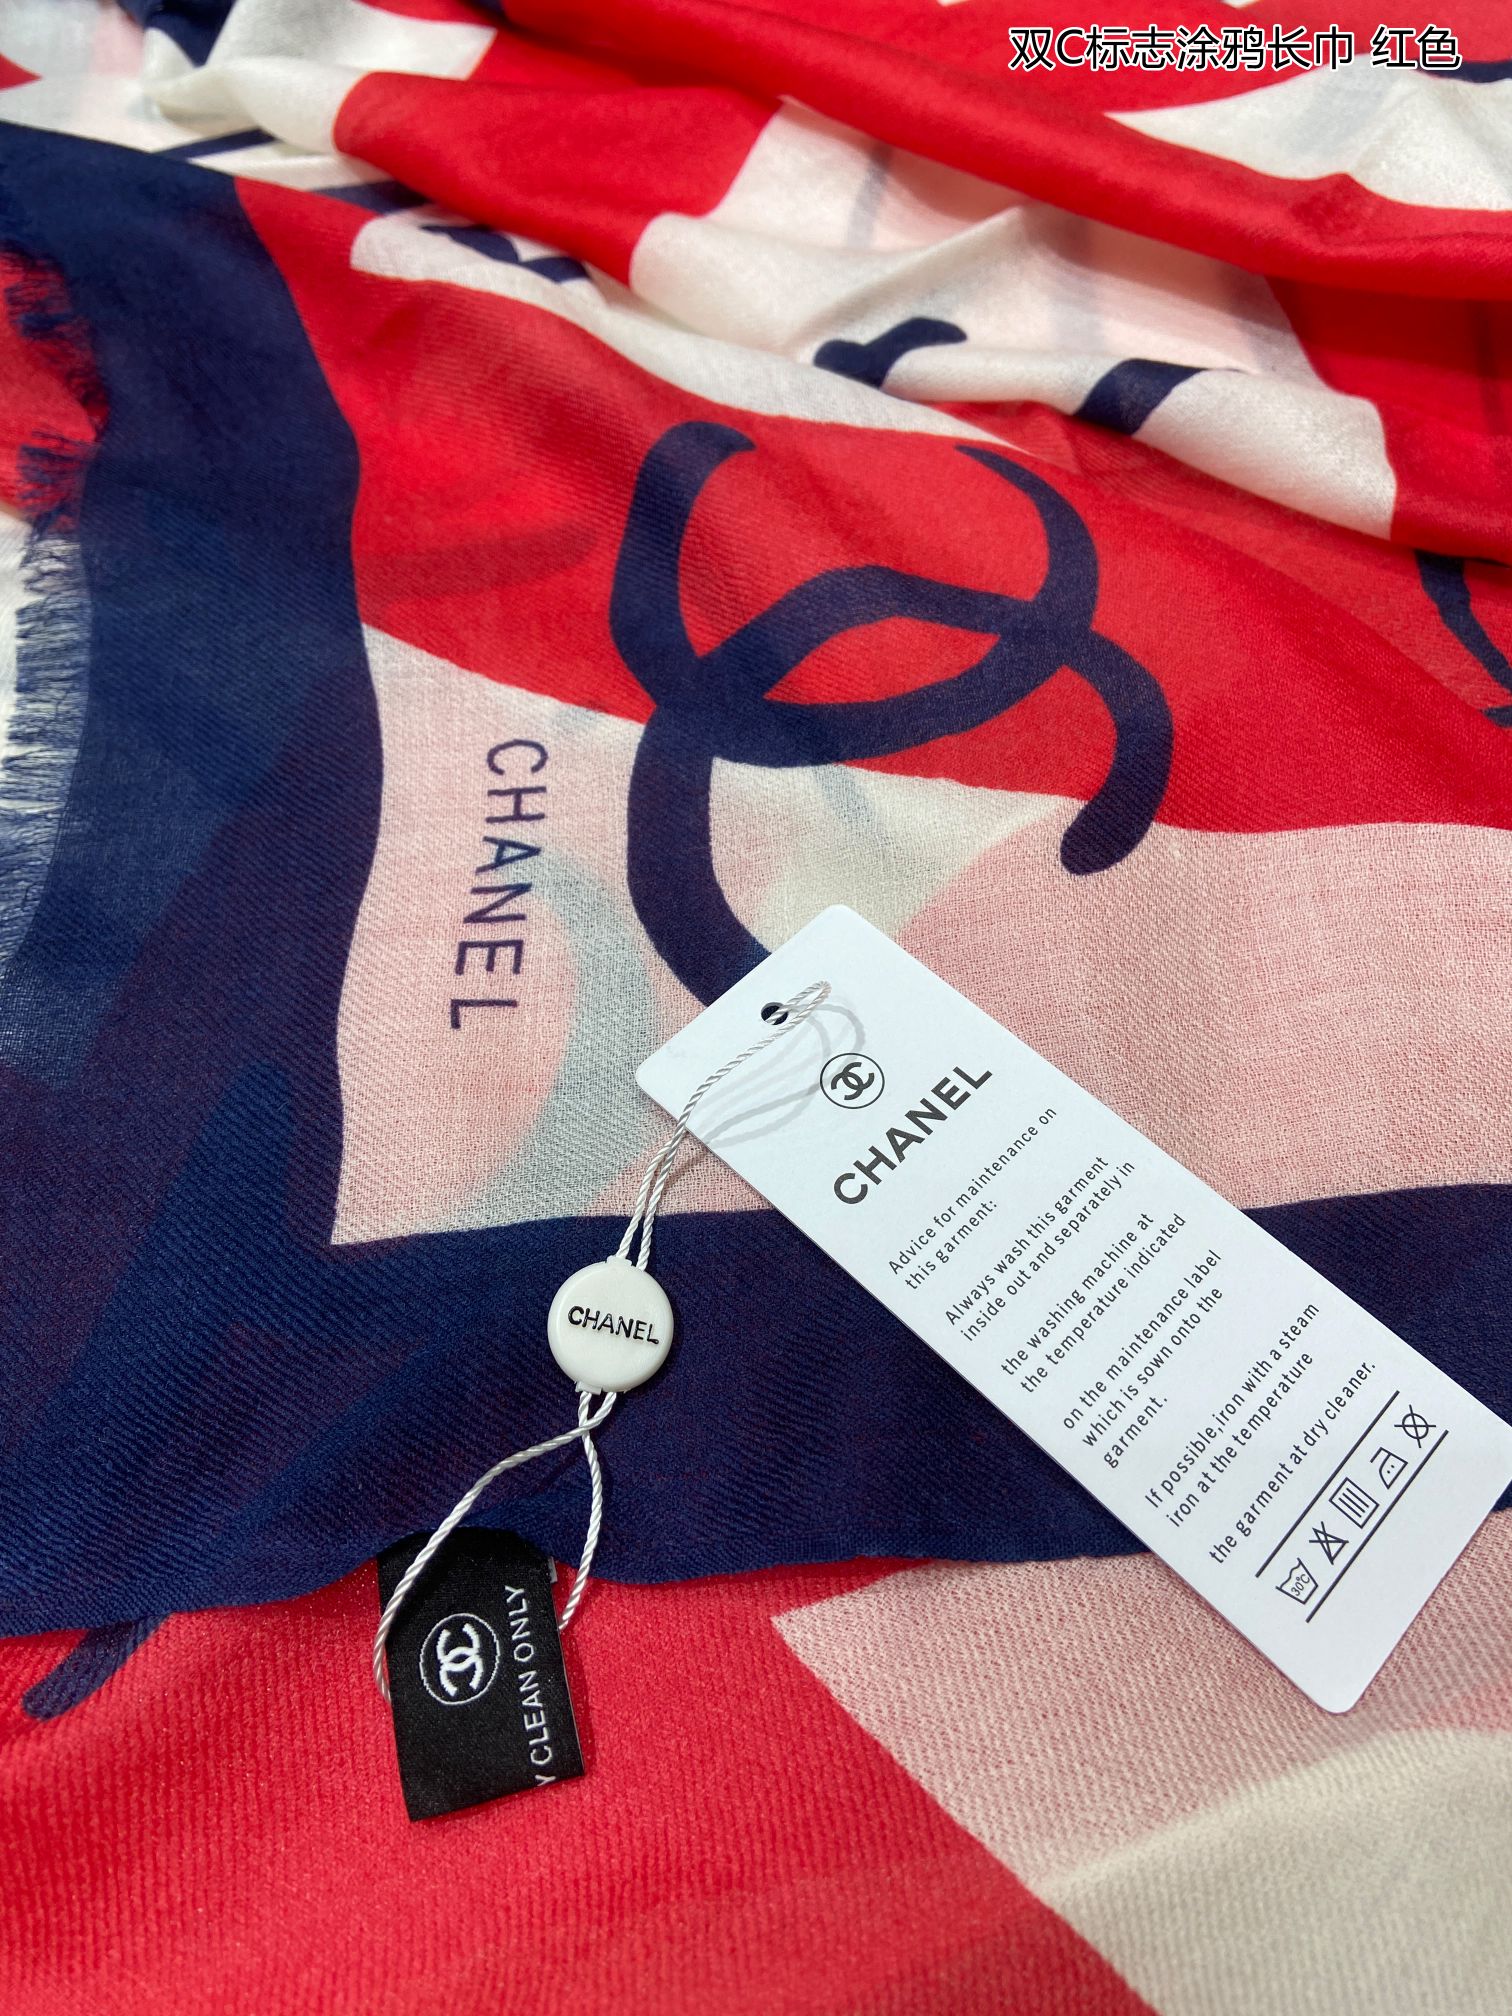 双C标志涂鸦长巾 红色
CHANEL
CHANEL
Advice for maintenance on
this garment:
Always wash this garment
inside out and separately in
the washing machine at
the temperature indicated
on the maintenance label
which is sown onto the
garment.
If possible,iron with a steam
iron at the temperature
the garment at dry cleaner.
30°C
CHANEL
Y CLEAN ONLY